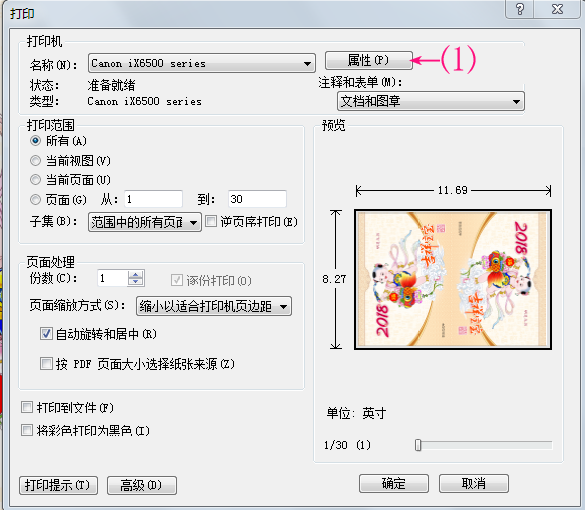 打印
打印机
名称(N):
Canon iX6500 series
属性(P)
(1)
状态:
准备就绪
注释和表单(M):
类型:
Canon iX6500 series
文档和图章
打印范围
所有(A)
当前视图(V)
当前页面(U)
页面(G)
从:
1
到:
30
子集(B):
范围中的所有页面
逆页序打印(E)
页面处理
份数(C):
1
逐份打印(O)
页面缩放方式(S):
缩小以适合打印机页边距
自动旋转和居中(R)
按 PDF 页面大小选择纸张来源(Z)
打印到文件(F)
将彩色打印为黑色(I)
预览
11.69
8.27
2018
2018
单位: 英寸
1/30 (1)
打印提示(T)
高级(D)
确定
取消